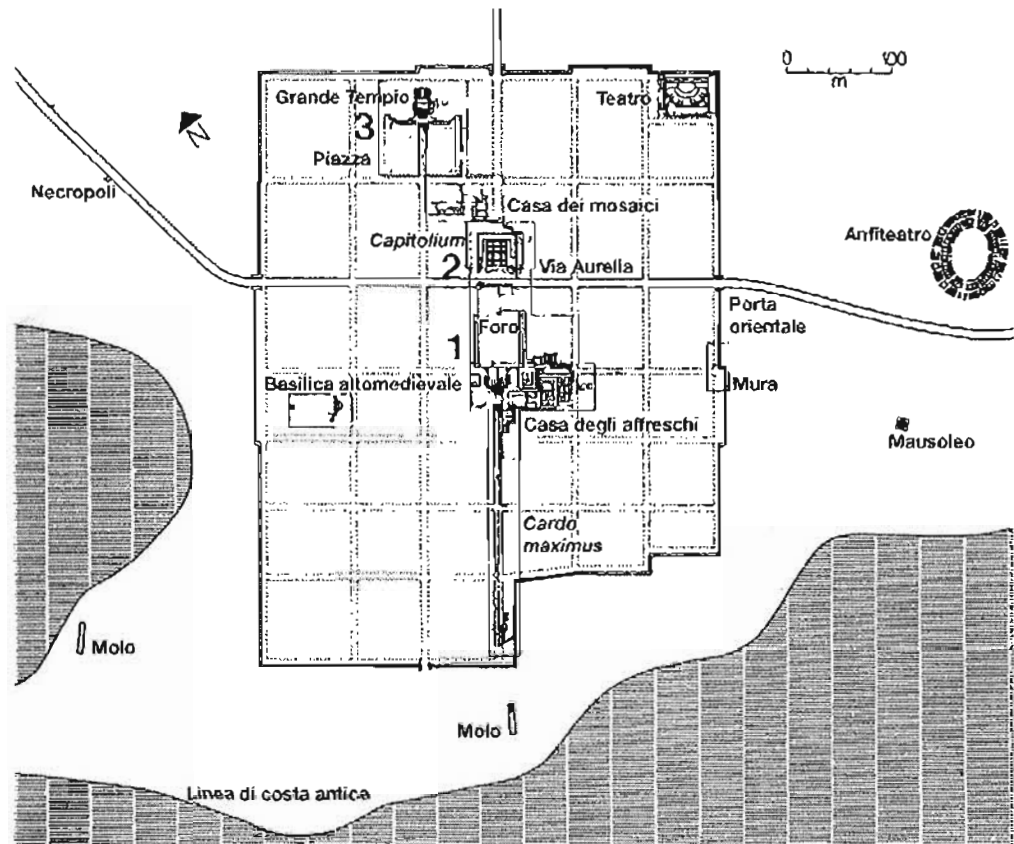 0 100
m
Grande Tempio
Teatro
3
N
Piazza
Necropoli
Casa dei mosaici
Capitolium
Anfiteatro
2
Via Aurelia
Porta
orientale
Foro
1
Basilica altomedievale
Mura
Casa degli affreschi
Mausoleo
Cardo
maximus
Molo
Molo
Linea di costa antica